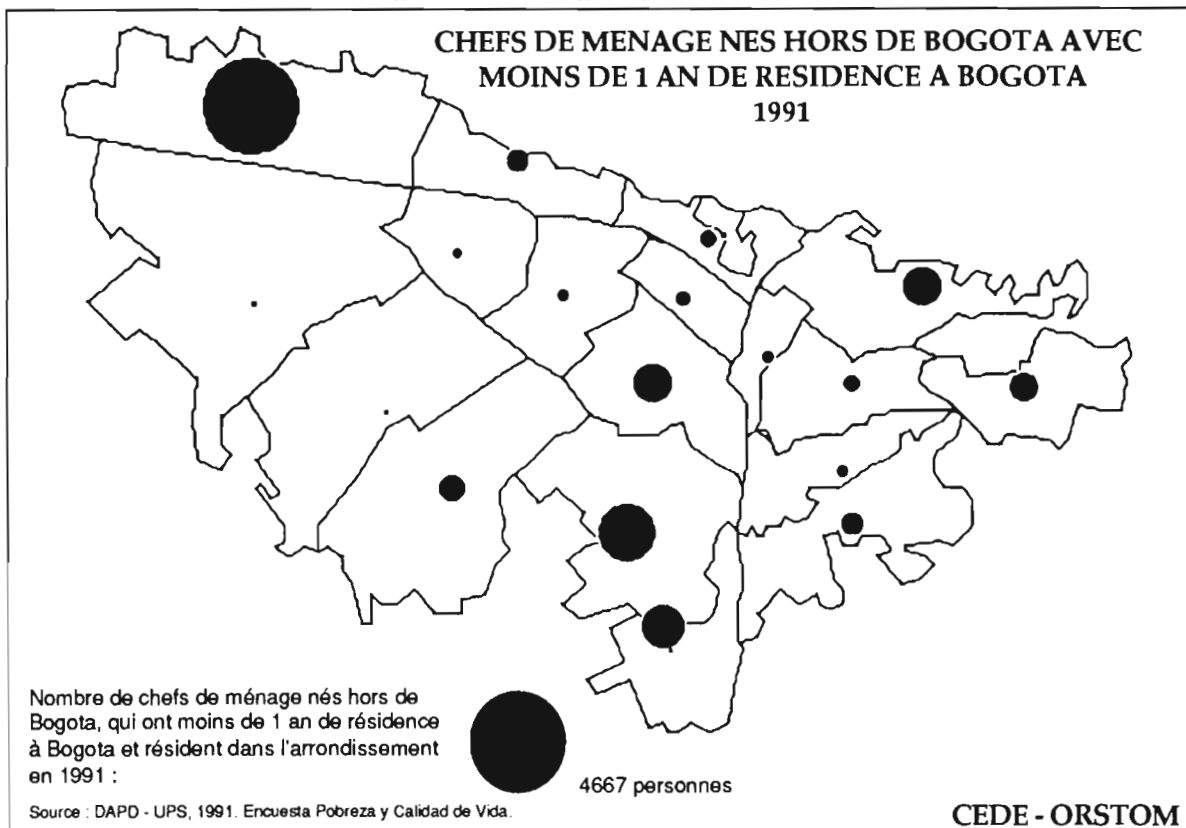 CHEFS DE MENAGE NES HORS DE BOGOTA AVEC
MOINS DE 1 AN DE RESIDENCE A BOGOTA
1991
Nombre de chefs de ménage nés hors de
Bogota, qui ont moins de 1 an de résidence
à Bogota et résident dans l'arrondissement
en 1991 :
4667 personnes
Source : DAPD - UPS, 1991. Encuesta Pobreza y Calidad de Vida.
CEDE - ORSTOM